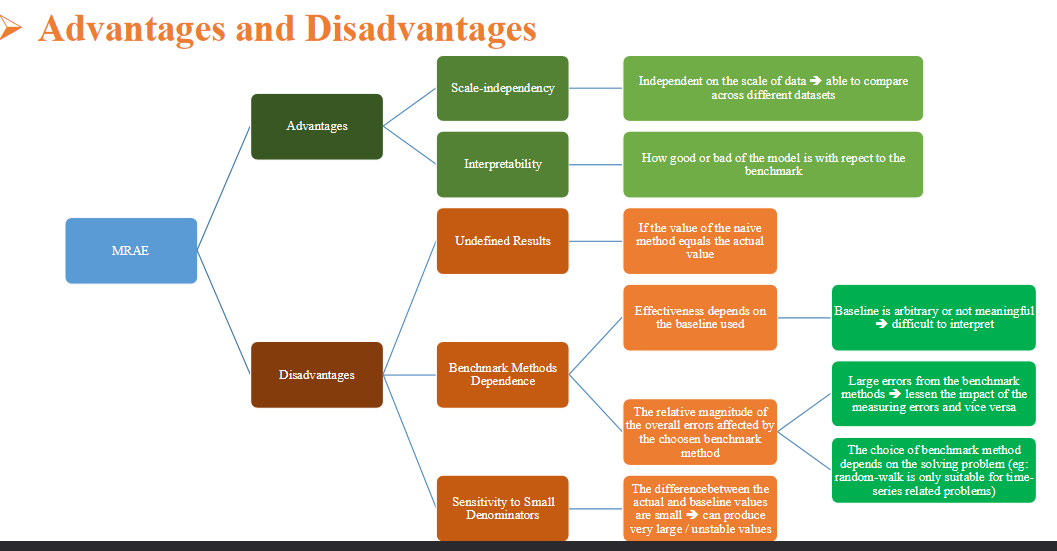 Advantages and Disadvantages
MRAE
Advantages
Scale-independency
Independent on the scale of data ➔ able to compare
across different datasets
Interpretability
How good or bad of the model is with repect to the
benchmark
Disadvantages
Undefined Results
If the value of the naive
method equals the actual
value
Benchmark Methods
Dependence
Effectiveness depends on
the baseline used
Baseline is arbitrary or not meaningful
➔ difficult to interpret
The relative magnitude of
the overall errors affected by
the choosen benchmark
method
Large errors from the benchmark
methods ➔ lessen the impact of the
measuring errors and vice versa
The choice of benchmark method
depends on the solving problem (eg:
random-walk is only suitable for time-
series related problems)
Sensitivity to Small
Denominators
The differencebetween the
actual and baseline values
are small ➔ can produce
very large / unstable values